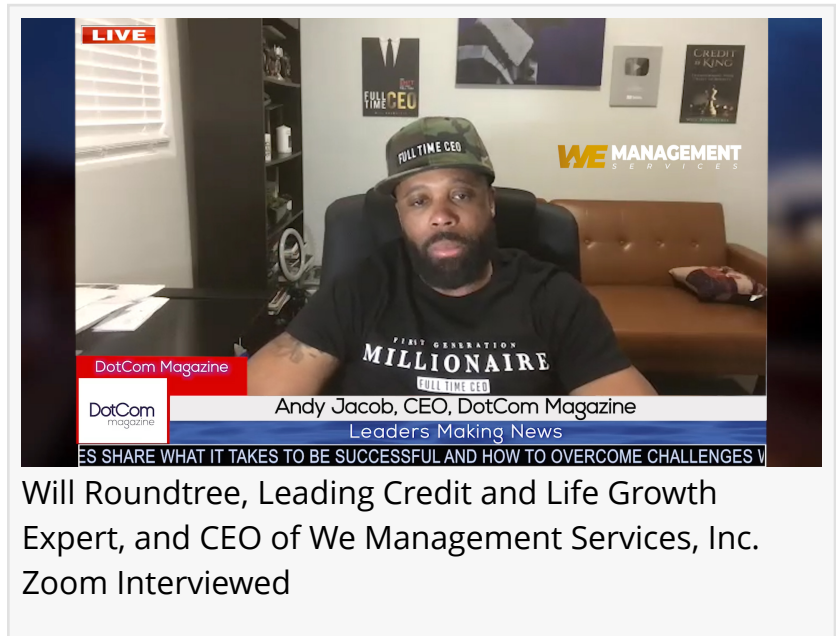 LIVE
FULL
TIME CEO
CREDIT
is KING
FULL TIME CEO
WE MANAGEMENT
SERVICES
FIRST GENERATION
MILLIONAIRE
FULL TIME CEO
DotCom Magazine
DotCom
magazine
Andy Jacob, CEO, DotCom Magazine
Leaders Making News
ES SHARE WHAT IT TAKES TO BE SUCCESSFUL AND HOW TO OVERCOME CHALLENGES
Will Roundtree, Leading Credit and Life Growth
Expert, and CEO of We Management Services, Inc.
Zoom Interviewed